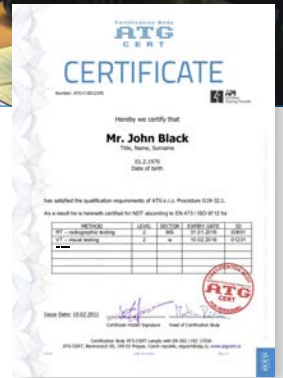 Certification Body
ATG
CERT
CERTIFICATE
Hereby we certify that
Mr. John Black
Title, Name, Surname
01.2.1976
Date of birth
has satisfied the qualification requirements of ATG s.r.o. Procedure
As a result he is herewith certified for NDT according to EN 473 / ISO 9712 for
METHOD LEVEL SECTOR EXPIRY DATE ID
RT – radiographic testing 2 31.01.2016
VT – visual testing 2 w 10.02.2016 01231
ATG
CERT
Issue Date: 10.02.2011
Certificate Holder Signature Head of Certification Body